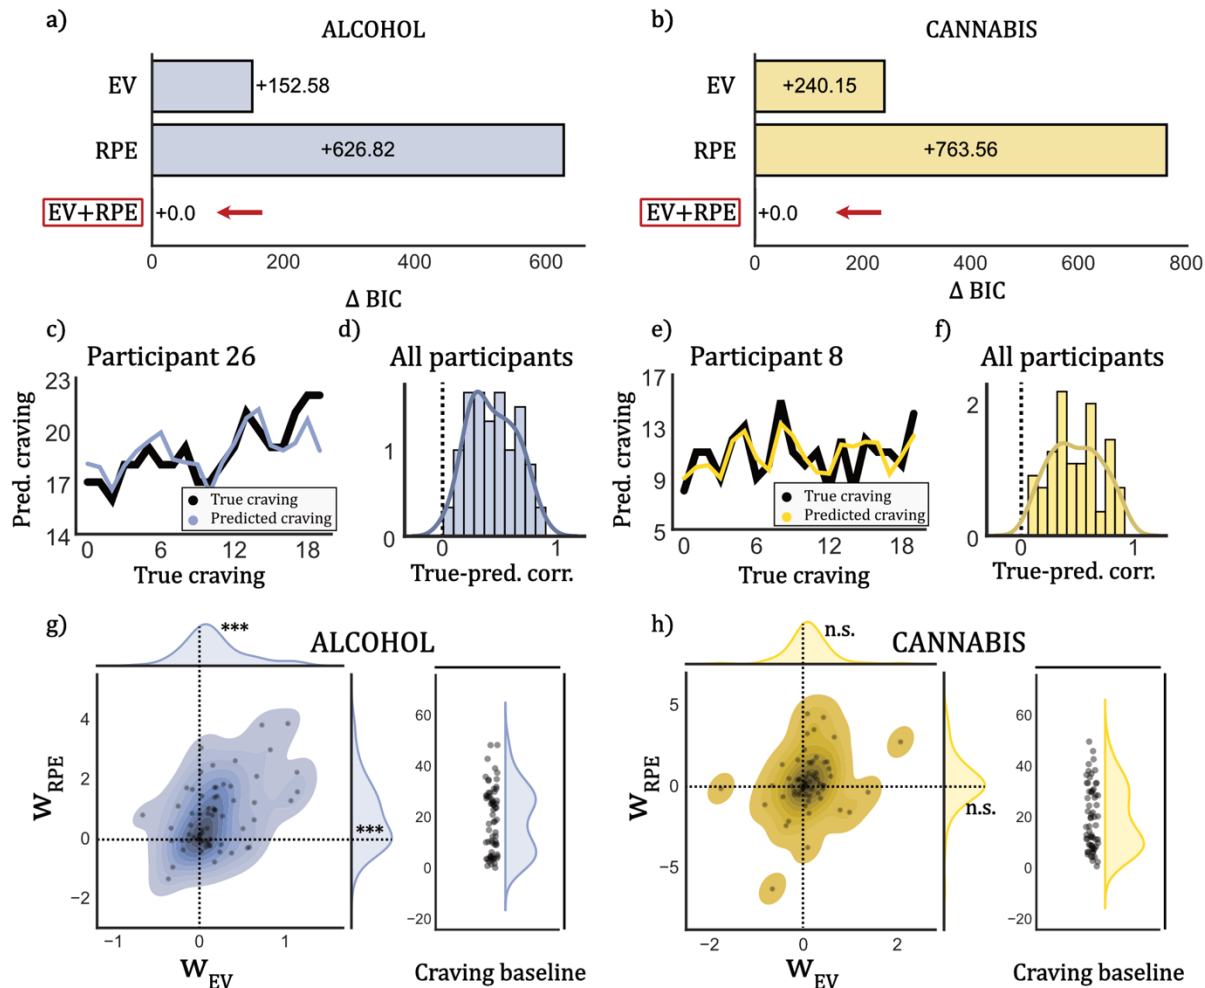 a)
ALCOHOL
EV
+152.58
RPE
+626.82
EV+RPE
+0.0
0 200 400 600
Δ BIC
b)
CANNABIS
EV
+240.15
RPE
+763.56
EV+RPE
+0.0
0 200 400 600 800
Δ BIC
c)
Participant 26
Pred. craving
23
20
17
14
True craving
Predicted craving
0 6 12 18
True craving
d)
All participants
1
0
0 1
True-pred. corr.
e)
Participant 8
Pred. craving
17
13
9
5
True craving
Predicted craving
0 6 12 18
True craving
f)
All participants
2
0
0 1
True-pred. corr.
g)
ALCOHOL
***
***
W RPE
4
2
0
−2
−1 0 1
W EV
60
40
20
0
−20
Craving baseline
h)
CANNABIS
n.s.
n.s.
W RPE
5
0
−5
−2 0 2
W EV
60
40
20
0
−20
Craving baseline